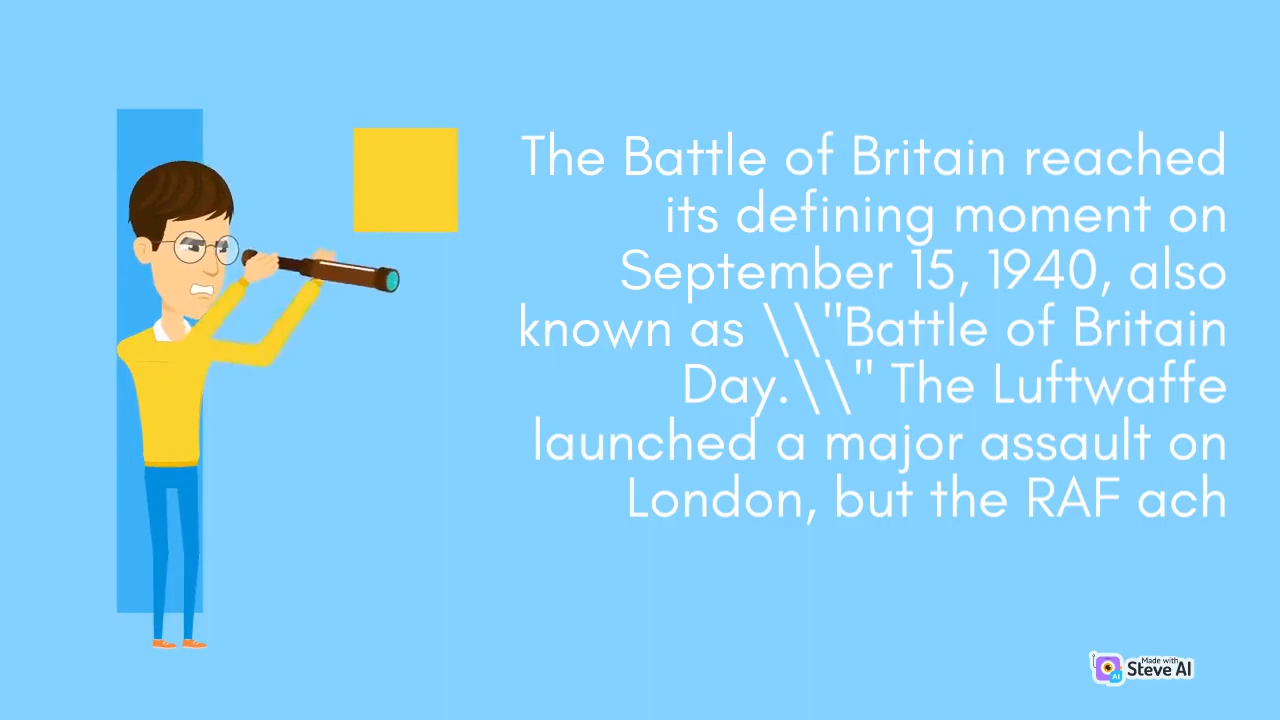 The Battle of Britain reached
its defining moment on
September 15, 1940, also
known as \\"Battle of Britain
Day.\\" The Luftwaffe
launched a major assault on
London, but the RAF ach
Made with
Steve AI
AI